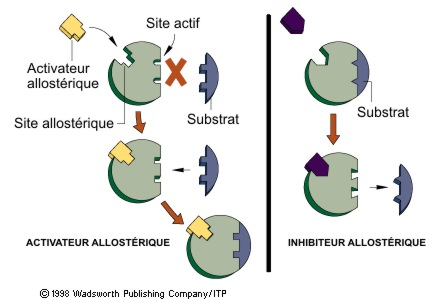 Site actif
Activateur
allostérique
Site allostérique
Substrat
Substrat
ACTIVATEUR ALLOSTÉRIQUE
INHIBITEUR ALLOSTÉRIQUE
© 1998 Wadsworth Publishing Company/ITP